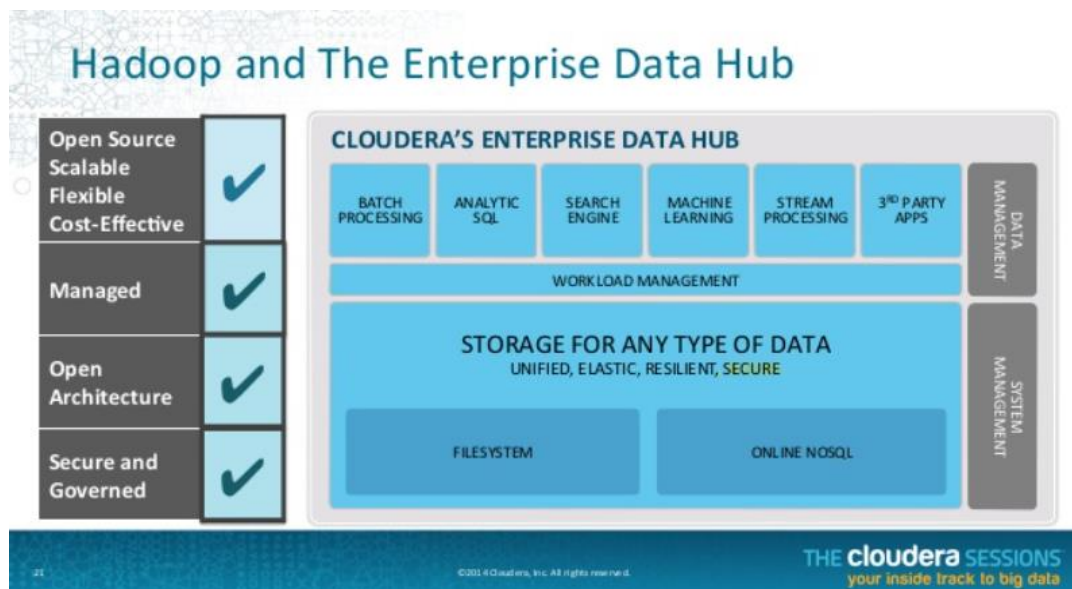 Hadoop and The Enterprise Data Hub
Open Source
Scalable
Flexible
Cost-Effective
Managed
Open
Architecture
Secure and
Governed
CLOUDERA'S ENTERPRISE DATA HUB
BATCH
PROCESSING
ANALYTIC
SQL
SEARCH
ENGINE
MACHINE
LEARNING
STREAM
PROCESSING
3RD PARTY
APPS
WORKLOAD MANAGEMENT
STORAGE FOR ANY TYPE OF DATA
UNIFIED, ELASTIC, RESILIENT, SECURE
FILESYSTEM
ONLINE NOSQL
DATA
MANAGEMENT
SYSTEM
MANAGEMENT
21
©2014 Cloudera, Inc. All rights reserved.
THE cloudera SESSIONS
your inside track to big data